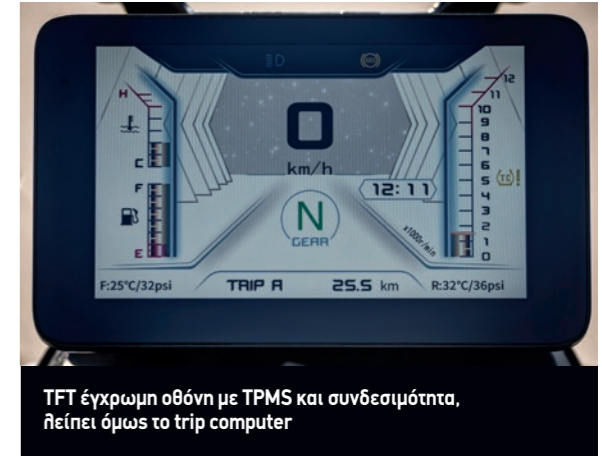 ABS
H
12
11
10
9
8
7
6
5
4
3
2
1
0
C
F
E
0
km/h
12:11
TC
N
GEAR
x1000r/min
F:25°C/32psi
TRIP A 25.5 km
R:32°C/36psi
TFT έγχρωμη οθόνη με TPMS και συνδεσιμότητα,
λείπει όμως το trip computer